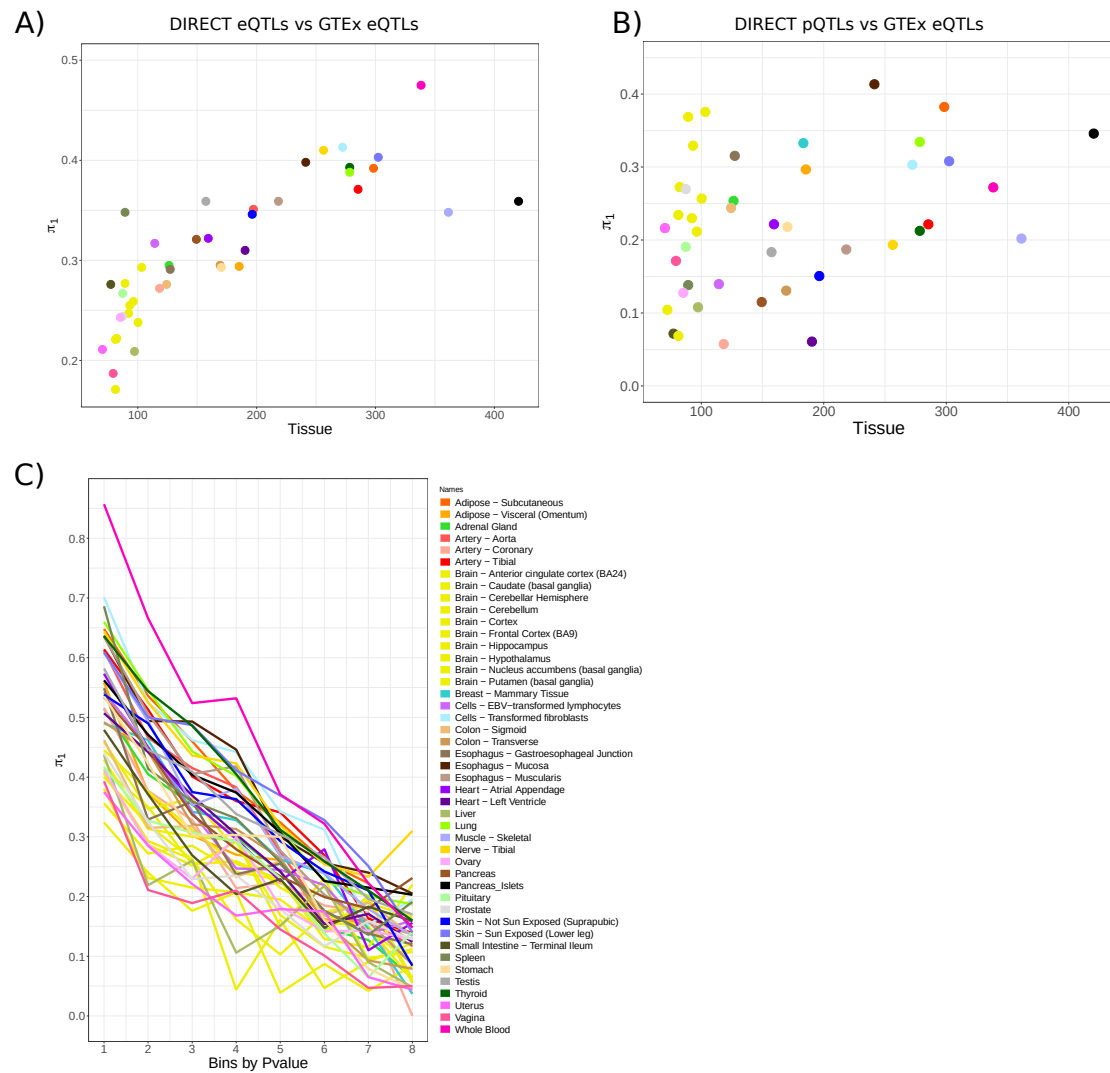 A)
DIRECT eQTLs vs GTEx eQTLs
0.5
0.4
0.3
0.2
π1
100
200
300
400
Tissue
B)
DIRECT pQTLs vs GTEx eQTLs
0.4
0.3
0.2
0.1
0.0
π1
100
200
300
400
Tissue
C)
0.8
0.7
0.6
0.5
0.4
0.3
0.2
0.1
0.0
π1
1
2
3
4
5
6
7
8
Bins by Pvalue
Names
Adipose − Subcutaneous
Adipose − Visceral (Omentum)
Adrenal Gland
Artery − Aorta
Artery − Coronary
Artery − Tibial
Brain − Anterior cingulate cortex (BA24)
Brain − Caudate (basal ganglia)
Brain − Cerebellar Hemisphere
Brain − Cerebellum
Brain − Cortex
Brain − Frontal Cortex (BA9)
Brain − Hippocampus
Brain − Hypothalamus
Brain − Nucleus accumbens (basal ganglia)
Brain − Putamen (basal ganglia)
Breast − Mammary Tissue
Cells − EBV−transformed lymphocytes
Cells − Transformed fibroblasts
Colon − Sigmoid
Colon − Transverse
Esophagus − Gastroesophageal Junction
Esophagus − Mucosa
Esophagus − Muscularis
Heart − Atrial Appendage
Heart − Left Ventricle
Liver
Lung
Muscle − Skeletal
Nerve − Tibial
Ovary
Pancreas
Pancreas_Islets
Pituitary
Prostate
Skin − Not Sun Exposed (Suprapubic)
Skin − Sun Exposed (Lower leg)
Small Intestine − Terminal Ileum
Spleen
Stomach
Testis
Thyroid
Uterus
Vagina
Whole Blood